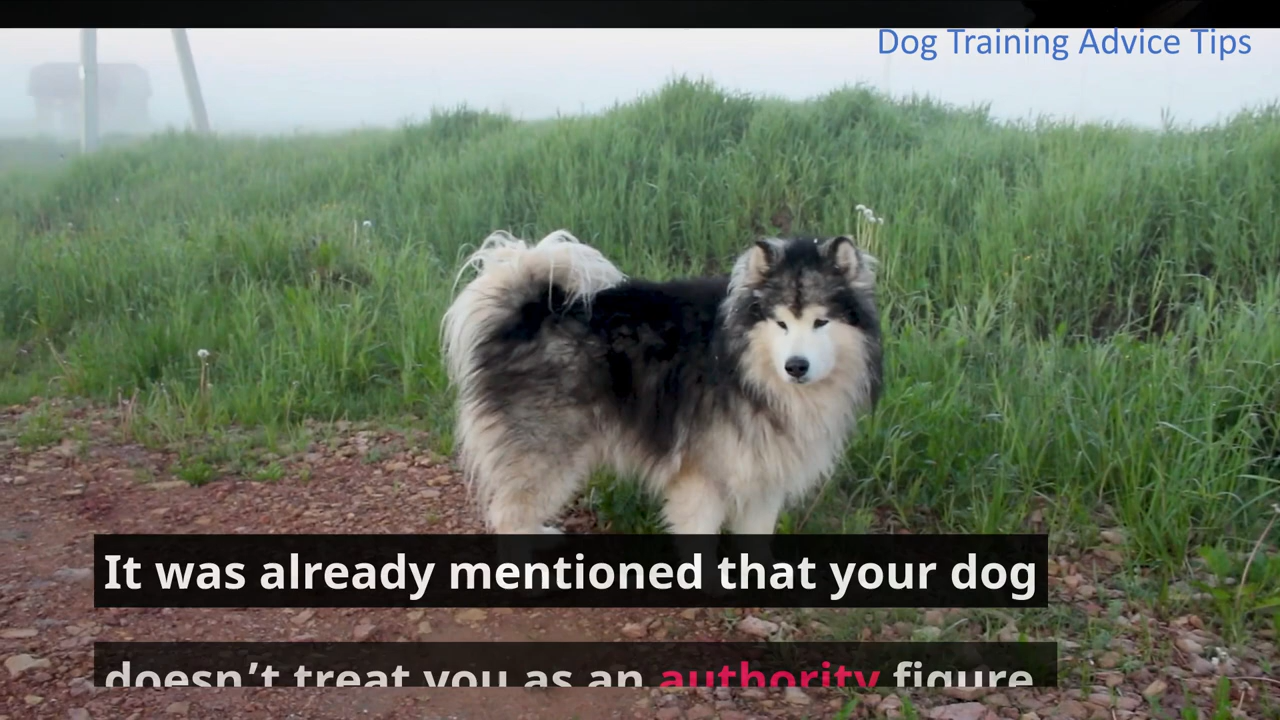 Dog Training Advice Tips
It was already mentioned that your dog
doesn’t treat you as an authority figure